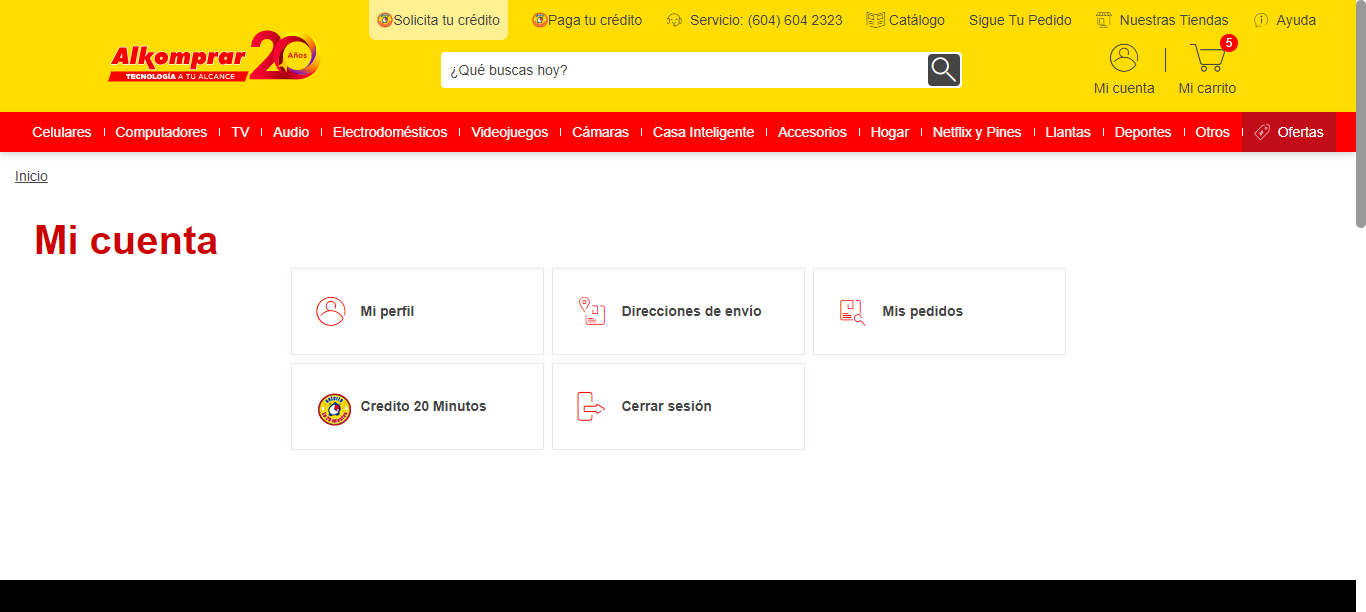 Solicita tu crédito
Paga tu crédito
Servicio: (604) 604 2323
Catálogo
Sigue Tu Pedido
Nuestras Tiendas
Ayuda
Alkomprar 20 Años
TECNOLOGÍA A TU ALCANCE
¿Qué buscas hoy?
5
Mi cuenta
Mi carrito
Celulares
Computadores
TV
Audio
Electrodomésticos
Videojuegos
Cámaras
Casa Inteligente
Accesorios
Hogar
Netflix y Pines
Llantas
Deportes
Otros
Ofertas
Inicio
Mi cuenta
Mi perfil
Direcciones de envío
Mis pedidos
Credito 20 Minutos
Cerrar sesión